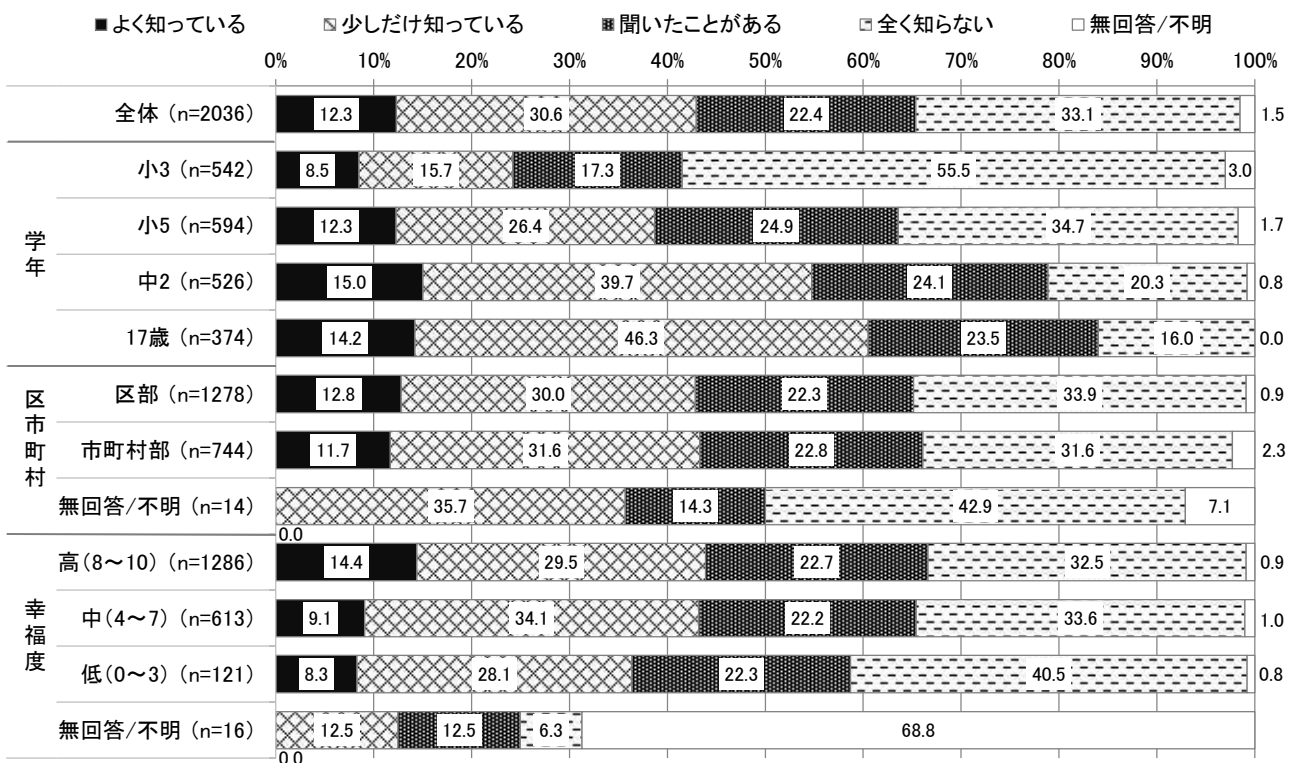 よく知っている 少しだけ知っている 聞いたことがある 全く知らない 無回答/不明
0% 10% 20% 30% 40% 50% 60% 70% 80% 90% 100%
全体（n=2036） 12.3 30.6 22.4 33.1 1.5
学年
小3（n=542） 8.5 15.7 17.3 55.5 3.0
小5（n=594） 12.3 26.4 24.9 34.7 1.7
中2（n=526） 15.0 39.7 24.1 20.3 0.8
17歳（n=374） 14.2 46.3 23.5 16.0 0.0
区市町村
区部（n=1278） 12.8 30.0 22.3 33.9 0.9
市町村部（n=744） 11.7 31.6 22.8 31.6 2.3
無回答/不明（n=14） 35.7 14.3 42.9 7.1
0.0
幸福度
高（8～10）（n=1286） 14.4 29.5 22.7 32.5 0.9
中（4～7）（n=613） 9.1 34.1 22.2 33.6 1.0
低（0～3）（n=121） 8.3 28.1 22.3 40.5 0.8
無回答/不明（n=16） 12.5 12.5 6.3 68.8
0.0